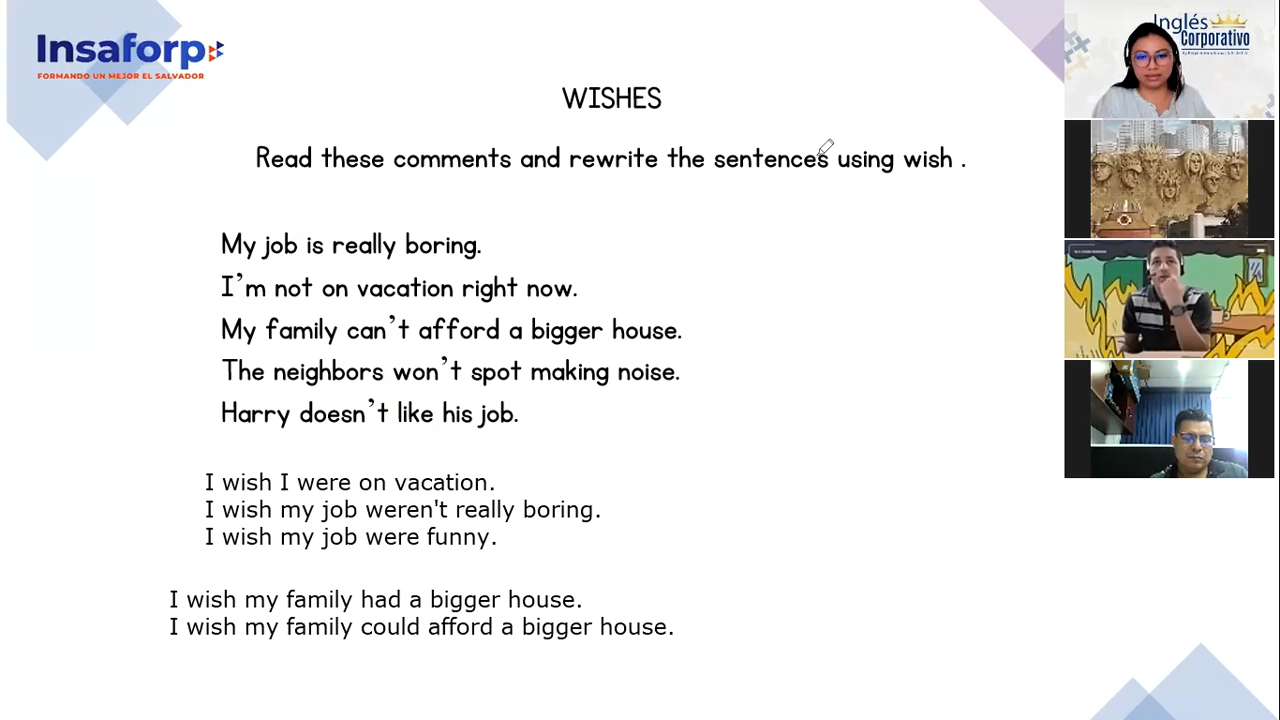 Insaforp
FORMANDO UN MEJOR EL SALVADOR
Inglés
Corporativo
WISHES
Read these comments and rewrite the sentences using wish .
My job is really boring.
I'm not on vacation right now.
My family can't afford a bigger house.
The neighbors won't spot making noise.
Harry doesn't like his job.
I wish I were on vacation.
I wish my job weren't really boring.
I wish my job were funny.
I wish my family had a bigger house.
I wish my family could afford a bigger house.